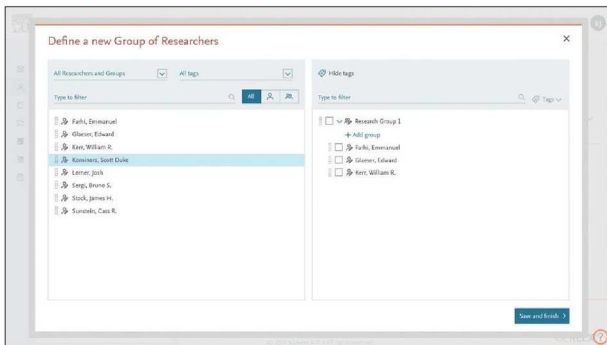 Define a new Group of Researchers
All Researchers and Groups
All tags
Type to filter
All
Farhi, Emmanuel
Glaeser, Edward
Kerr, William R.
Kominers, Scott Duke
Lerner, Josh
Sergi, Bruno S.
Stock, James H.
Sunstein, Cass R.
Hide tags
Type to filter
Tags
Research Group 1
+ Add group
Farhi, Emmanuel
Glaeser, Edward
Kerr, William R.
Save and finish